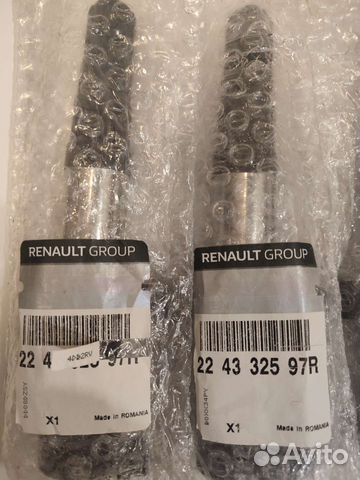 RENAULT GROUP
22 4
40102RV
X1
Made in ROMANIA
RENAULT GROUP
22 43 325 97R
X1
Made in ROMANIA
Avito